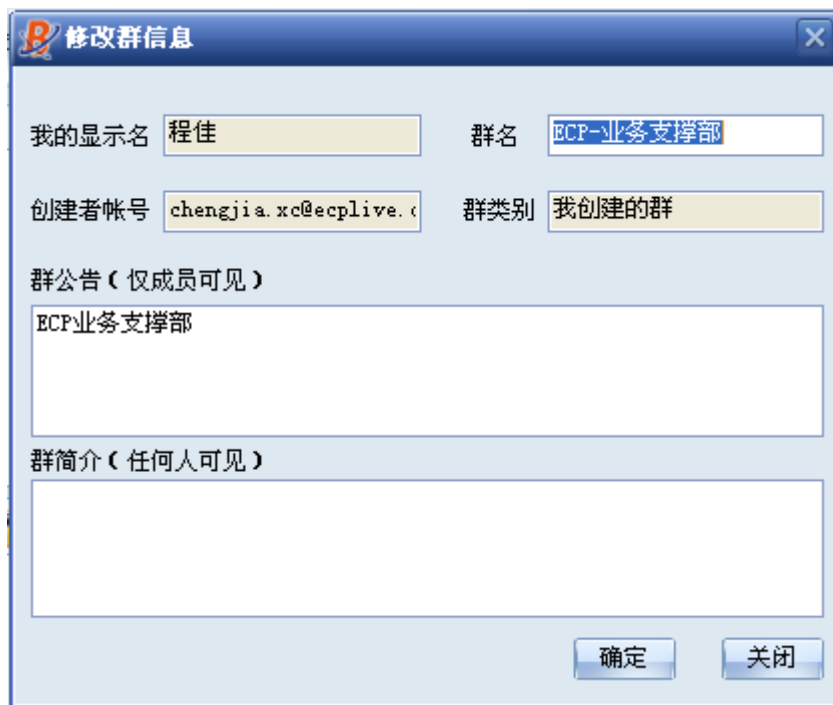 修改群信息
我的显示名 程佳 群名 ECP-业务支撑部
创建者帐号 chengjia.xc@ecplive. 群类别 我创建的群
群公告(仅成员可见)
ECP业务支撑部
群简介(任何人可见)
确定 关闭